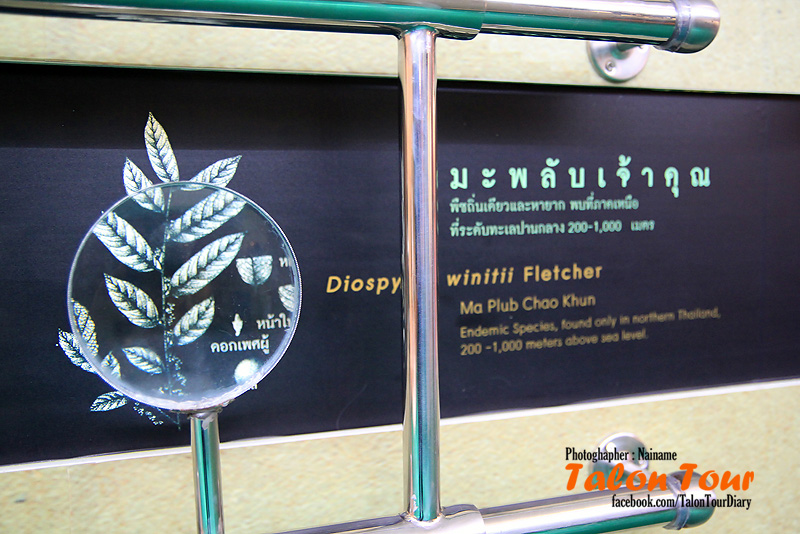 มะพลับเจ้าคุณ
พืชถิ่นเดียวและหายาก พบที่ภาคเหนือ
ที่ระดับทะเลปานกลาง 200-1,000 เมตร
Diospy winitii Fletcher
Ma Plub Chao Khun
Endemic Species, found only in northern Thailand,
200 -1,000 meters above sea level.
หน้าใบ
ดอกเพศผู้
Photoghapher : Nainame
Talon Tour
facebook.com/TalonTourDiary